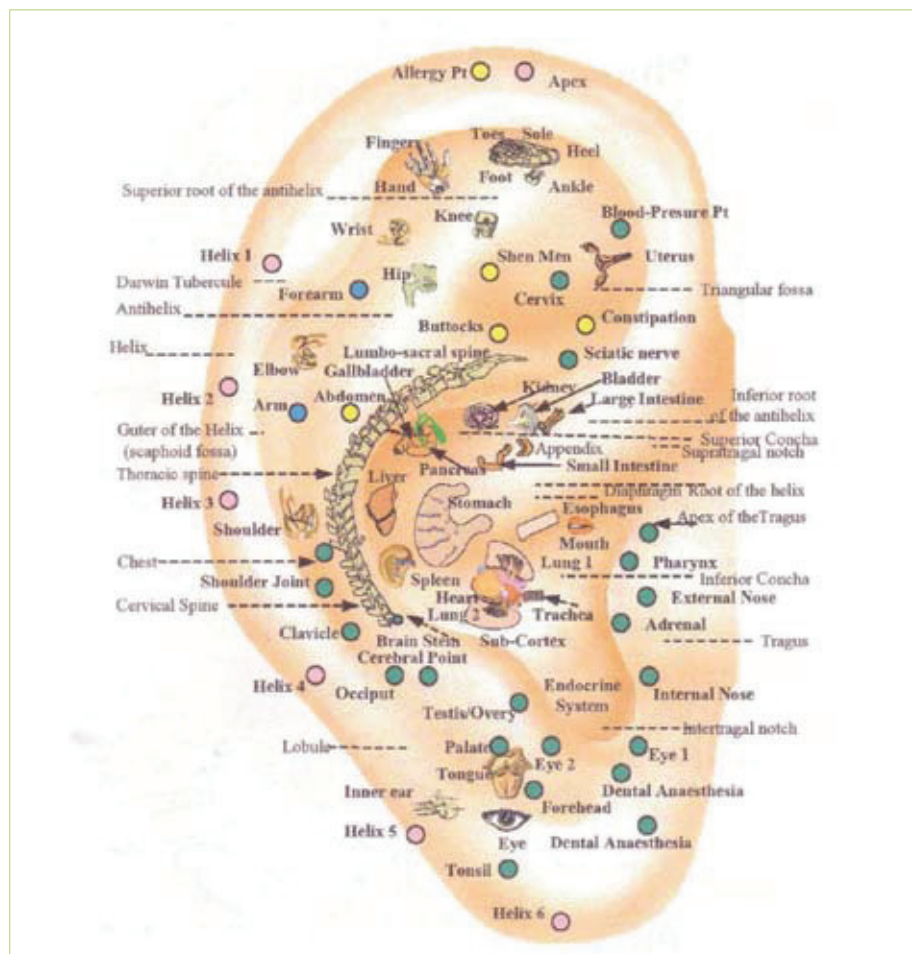 Allergy Pt
Apex
Toes Sole
Fingers
Heel
Foot
Hand
Ankle
Superior root of the antihelix
Blood-Presure Pt
Knee
Wrist
Helix 1
Shen Men
Uterus
Hip
Darwin Tubercule
Forearm
Cervix
Triangular fossa
Antihelix
Constipation
Buttocks
Helix
Lumbo-sacral spine
Sciatic nerve
Elbow
Gallbladder
Bladder
Kidney
Helix 2
Abdomen
Large Intestine
Inferior root
of the antihelix
Arm
Guter of the Helix
(scaphoid fossa)
Superior Concha
Appendix
Supratragal notch
Thoracic spine
Pancreas
Small Intestine
Liver
Diaphragm Root of the helix
Helix 3
Stomach
Esophagus
Apex of theTragus
Shoulder
Mouth
Chest
Lung 1
Pharynx
Shoulder Joint
Spleen
Inferior Concha
Heart
External Nose
Cervical Spine
Lung 2
Trachea
Adrenal
Clavicle
Brain Stem
Sub-Cortex
Tragus
Cerebral Point
Helix 4
Occiput
Endocrine
System
Internal Nose
Testis/Overy
Intertragal notch
Lobule
Palate
Eye 2
Eye 1
Tongue
Inner ear
Dental Anaesthesia
Forehead
Helix 5
Eye
Dental Anaesthesia
Tonsil
Helix 6